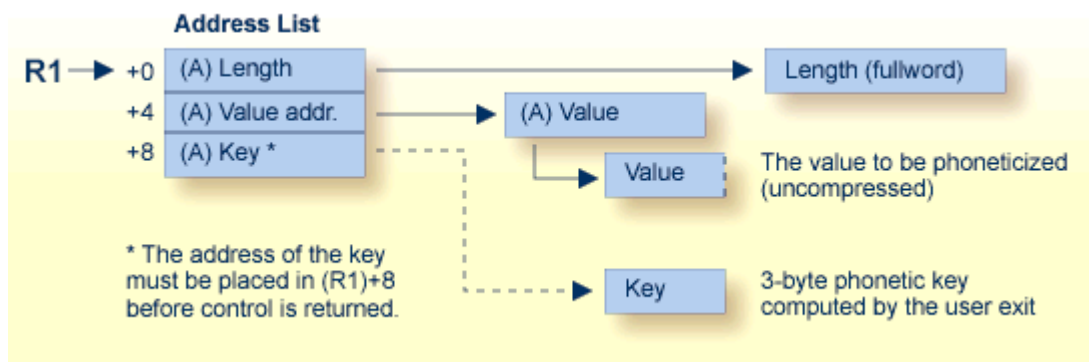 Address List
R1
+0
(A) Length
Length (fullword)
+4
(A) Value addr.
(A) Value
+8
(A) Key *
Value
The value to be phoneticized
(uncompressed)
* The address of the key
must be placed in (R1)+8
before control is returned.
Key
3-byte phonetic key
computed by the user exit